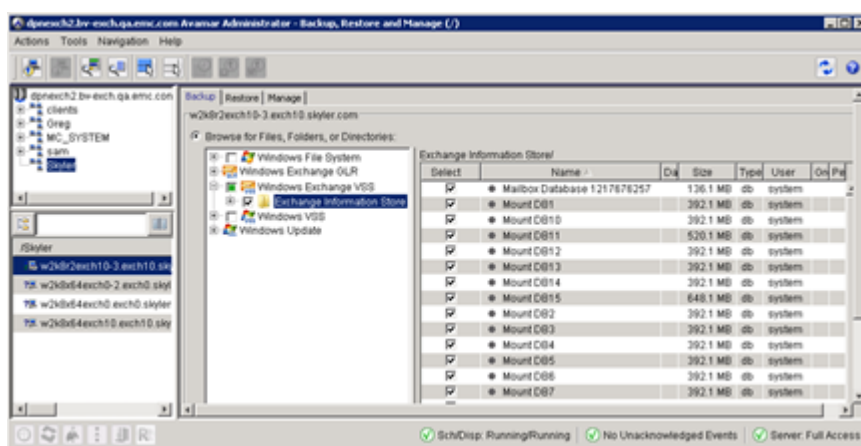 dpnexch2.bv-exch.qa.emc.com Avamar Administrator - Backup, Restore and Manage (/)
Actions Tools Navigation Help
dpnexch2.bv-exch.qa.emc.com
clients
Greg
MC_SYSTEM
sam
Skyler
/Skyler
w2k8r2exch10-3.exch10.sky
w2k8x64exch0-2.exch0.skyl
w2k8x64exch0.exch0.skyler
w2k8x64exch10.exch10.sky
Backup Restore Manage
w2k8r2exch10-3.exch10.skyler.com
Browse for Files, Folders, or Directories:
Windows File System
Windows Exchange GLR
Windows Exchange VSS
Exchange Information Store
Windows VSS
Windows Update
Exchange Information Store/
Select Name Da Size Type User Gro Pe
Mailbox Database 1217676257 136.1 MB db system
Mount DB1 392.1 MB db system
Mount DB10 392.1 MB db system
Mount DB11 520.1 MB db system
Mount DB12 392.1 MB db system
Mount DB13 392.1 MB db system
Mount DB14 392.1 MB db system
Mount DB15 648.1 MB db system
Mount DB2 392.1 MB db system
Mount DB3 392.1 MB db system
Mount DB4 392.1 MB db system
Mount DB5 392.1 MB db system
Mount DB6 392.1 MB db system
Mount DB7 392.1 MB db system
Sch/Disp: Running/Running No Unacknowledged Events Server: Full Access